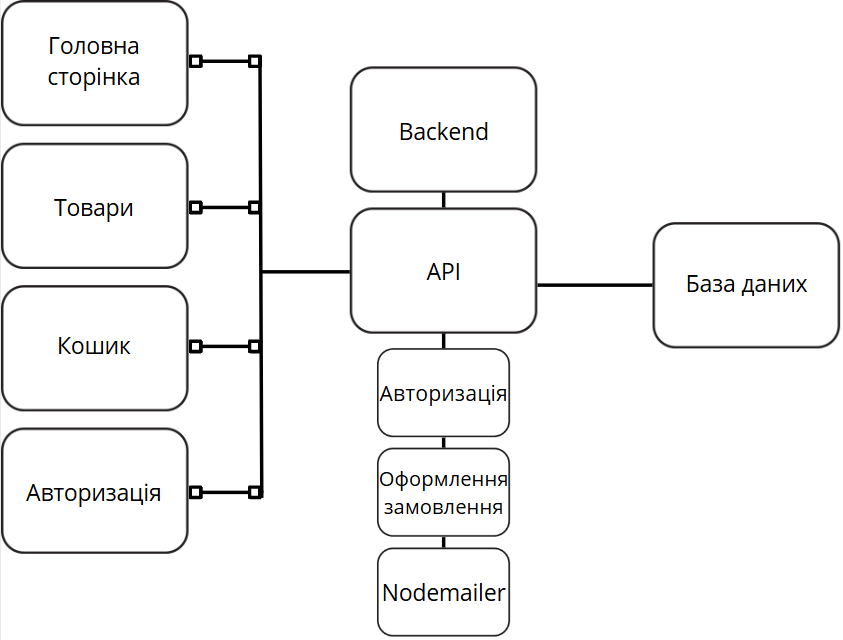 Головна
сторінка
Товари
Кошик
Авторизація
Backend
API
Авторизація
Оформлення
замовлення
Nodemailer
База даних